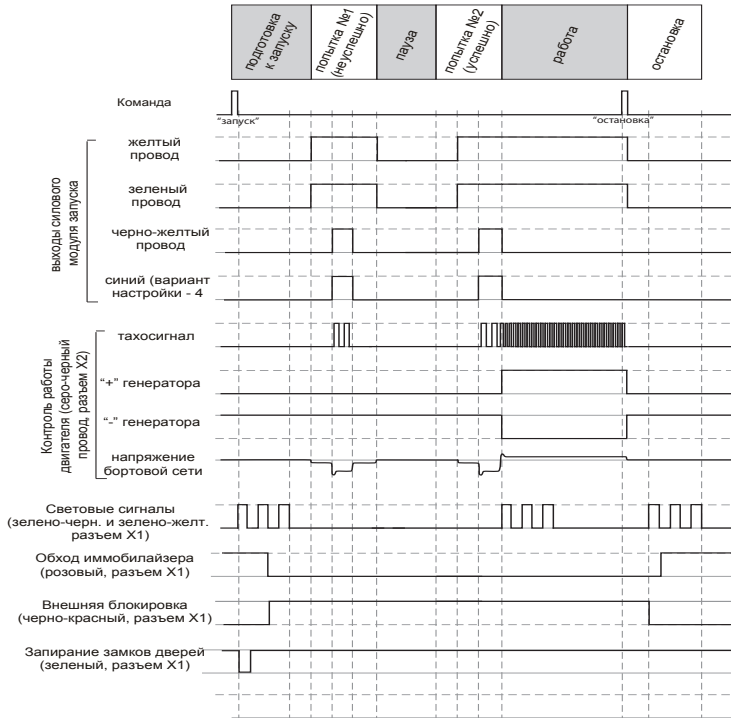 подготовка
к запуску
попытка №1
(неуспешно)
пауза
попытка №2
(успешно)
работа
остановка
Команда
"запуск"
"остановка"
выходы силового
модуля запуска
желтый
провод
зеленый
провод
черно-желтый
провод
синий (вариант
настройки - 4
Контроль работы
двигателя (серо-черный
провод, разъем X2)
тахосигнал
"+" генератора
"-" генератора
напряжение
бортовой сети
Световые сигналы
(зелено-черн. и зелено-желт.
разъем X1)
Обход иммобилайзера
(розовый, разъем X1)
Внешняя блокировка
(черно-красный, разъем X1)
Запирание замков дверей
(зеленый, разъем X1)